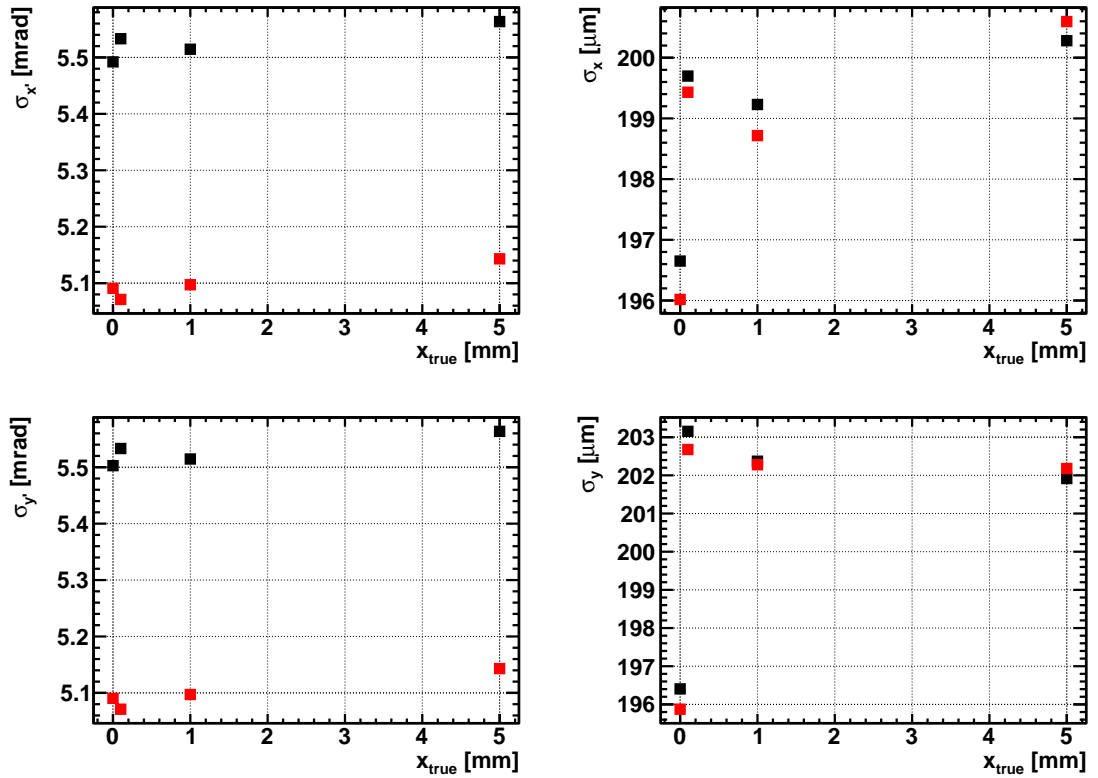 σx' [mrad]
5.5
5.4
5.3
5.2
5.1
0 1 2 3 4 5
xtrue [mm]
σx [μm]
200
199
198
197
196
0 1 2 3 4 5
xtrue [mm]
σy' [mrad]
5.5
5.4
5.3
5.2
5.1
0 1 2 3 4 5
xtrue [mm]
σy [μm]
203
202
201
200
199
198
197
196
0 1 2 3 4 5
xtrue [mm]